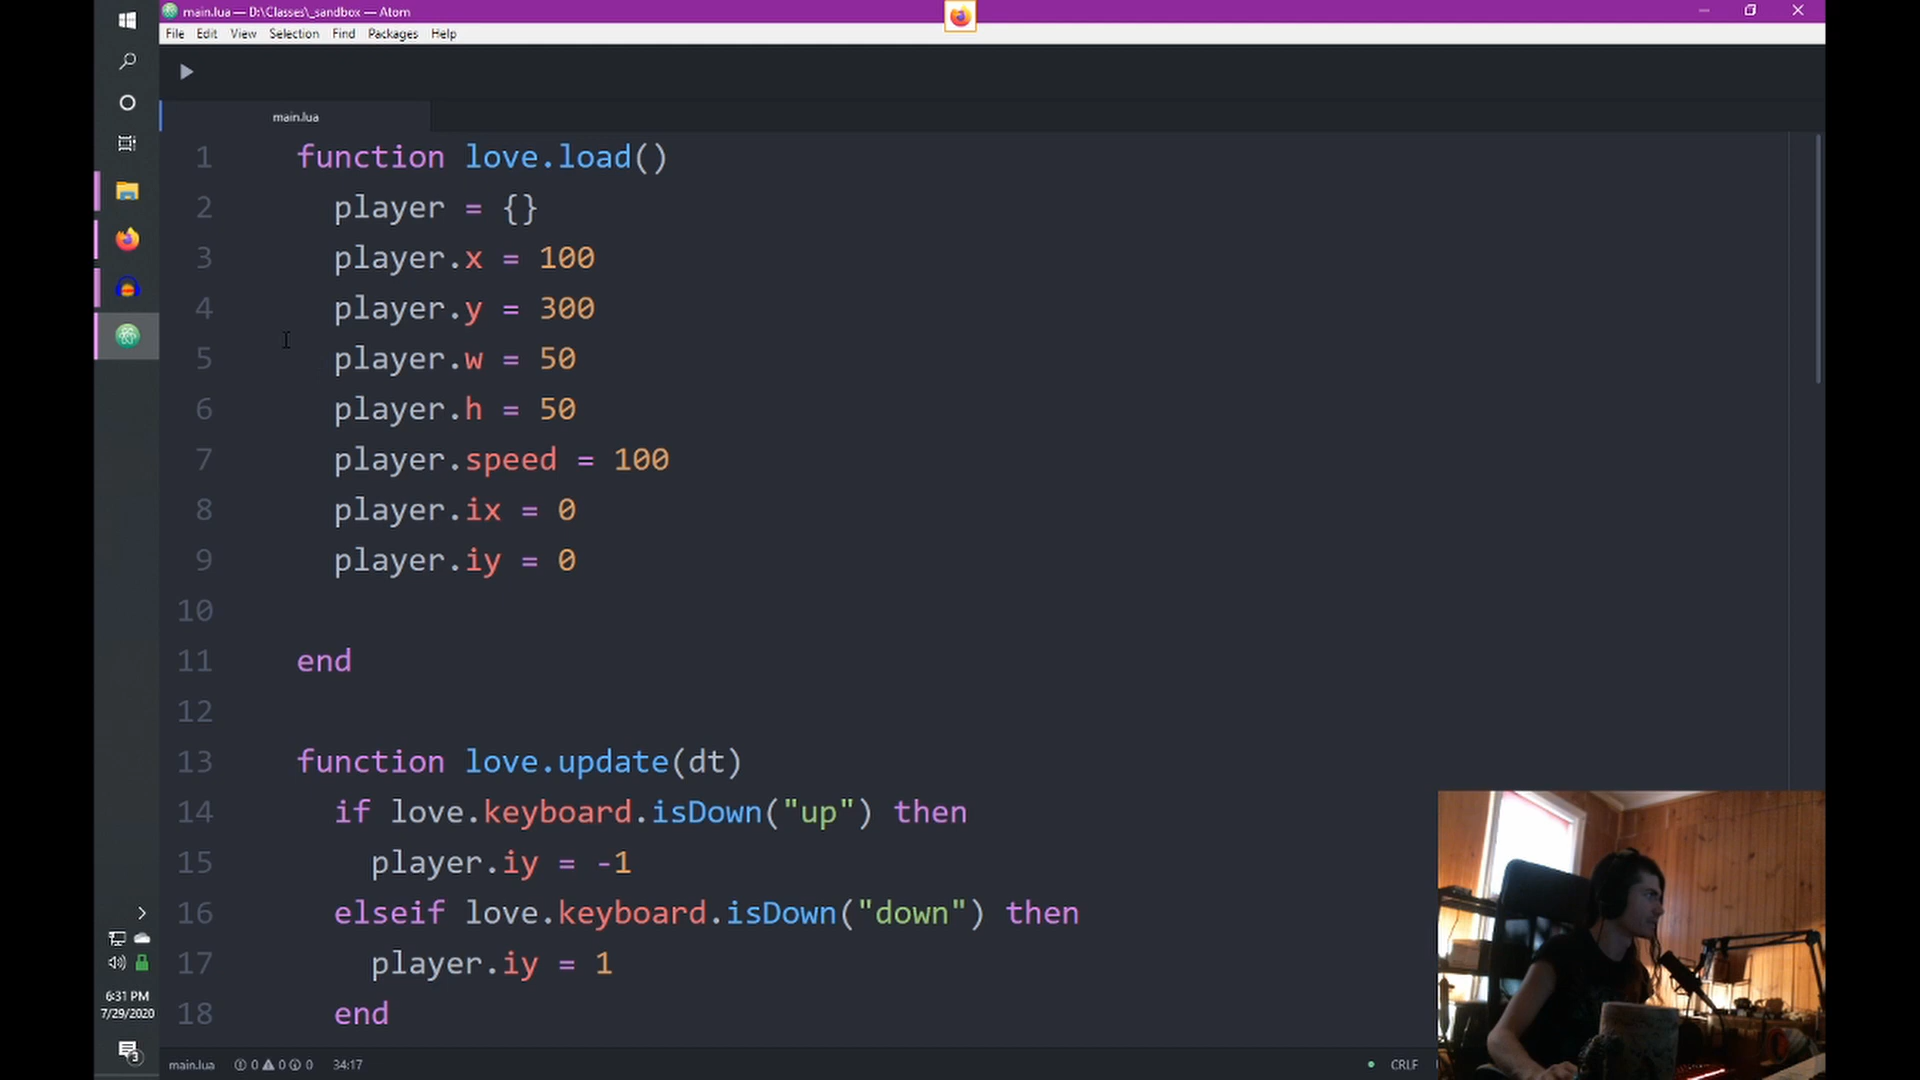 main.lua — D:\Classes\_sandbox — Atom
File Edit View Selection Find Packages Help
main.lua
1 function love.load()
2 player = {}
3 player.x = 100
4 player.y = 300
5 player.w = 50
6 player.h = 50
7 player.speed = 100
8 player.ix = 0
9 player.iy = 0
10
11 end
12
13 function love.update(dt)
14 if love.keyboard.isDown("up") then
15 player.iy = -1
16 elseif love.keyboard.isDown("down") then
17 player.iy = 1
18 end
6:31 PM
7/29/2020
3
main.lua 0 0 0 34:17 CRLF